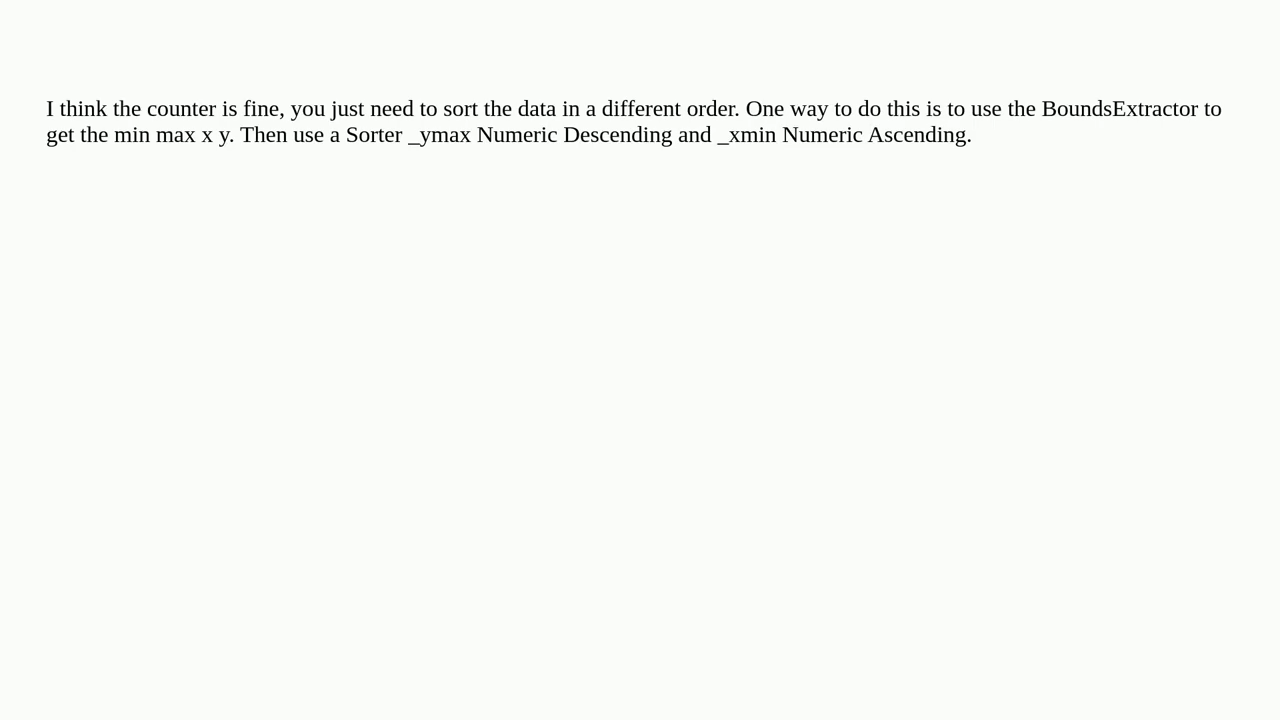 I think the counter is fine, you just need to sort the data in a different order. One way to do this is to use the BoundsExtractor to
get the min max x y. Then use a Sorter _ymax Numeric Descending and _xmin Numeric Ascending.